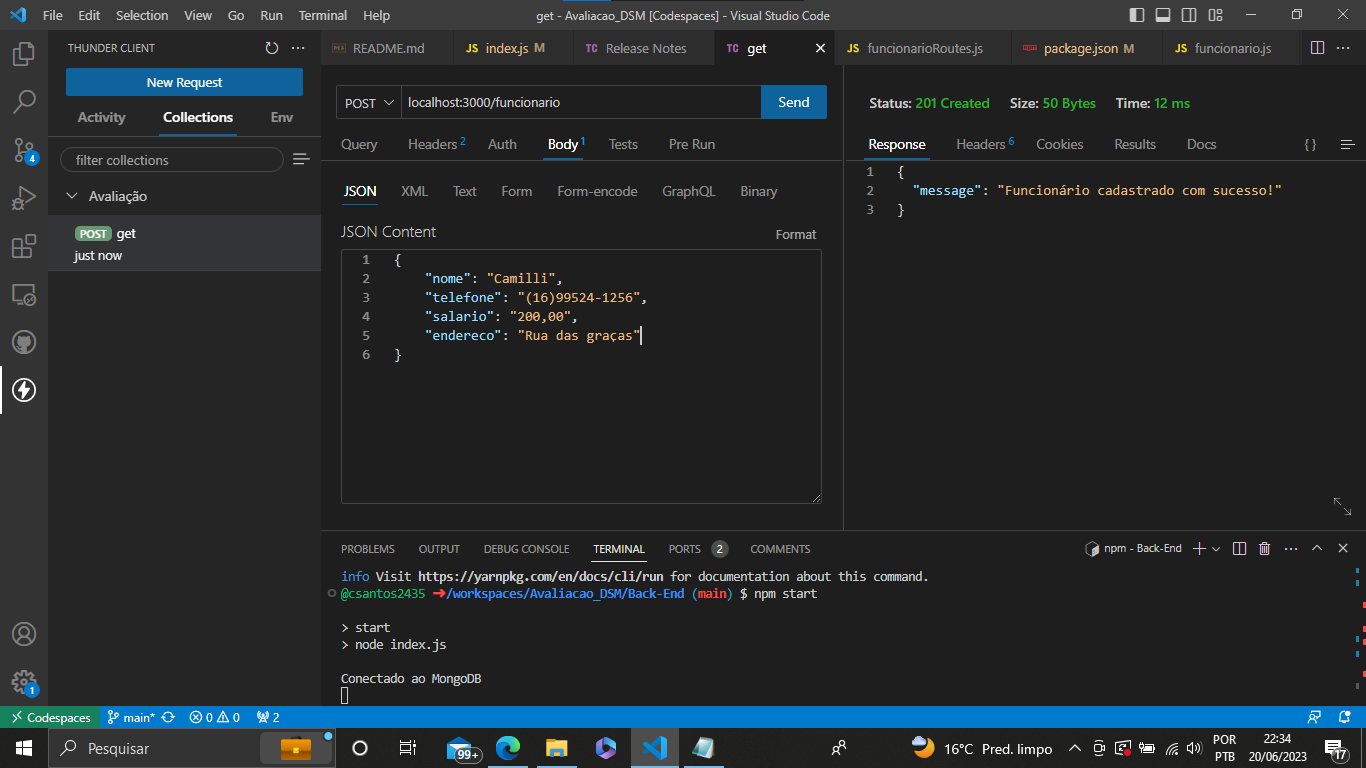 File Edit Selection View Go Run Terminal Help
get - Avaliacao_DSM [Codespaces] - Visual Studio Code
THUNDER CLIENT
New Request
Activity Collections Env
filter collections
Avaliação
POST get
just now
README.md
JS index.js M
TC Release Notes
TC get
JS funcionarioRoutes.js
package.json M
JS funcionario.js
POST localhost:3000/funcionario Send
Query Headers 2 Auth Body 1 Tests Pre Run
JSON XML Text Form Form-encode GraphQL Binary
JSON Content
Format
1 {
2 "nome": "Camilli",
3 "telefone": "(16)99524-1256",
4 "salario": "200,00",
5 "endereco": "Rua das graças"
6 }
Status: 201 Created Size: 50 Bytes Time: 12 ms
Response Headers 6 Cookies Results Docs { }
1 {
2 "message": "Funcionário cadastrado com sucesso!"
3 }
PROBLEMS OUTPUT DEBUG CONSOLE TERMINAL PORTS 2 COMMENTS
npm - Back-End
info Visit https://yarnpkg.com/en/docs/cli/run for documentation about this command.
@csantos2435 ➜/workspaces/Avaliacao_DSM/Back-End (main) $ npm start
> start
> node index.js
Conectado ao MongoDB
4
1
Codespaces main* 0 0 2
Pesquisar
99+
16°C Pred. limpo
POR
PTB
22:34
20/06/2023
17